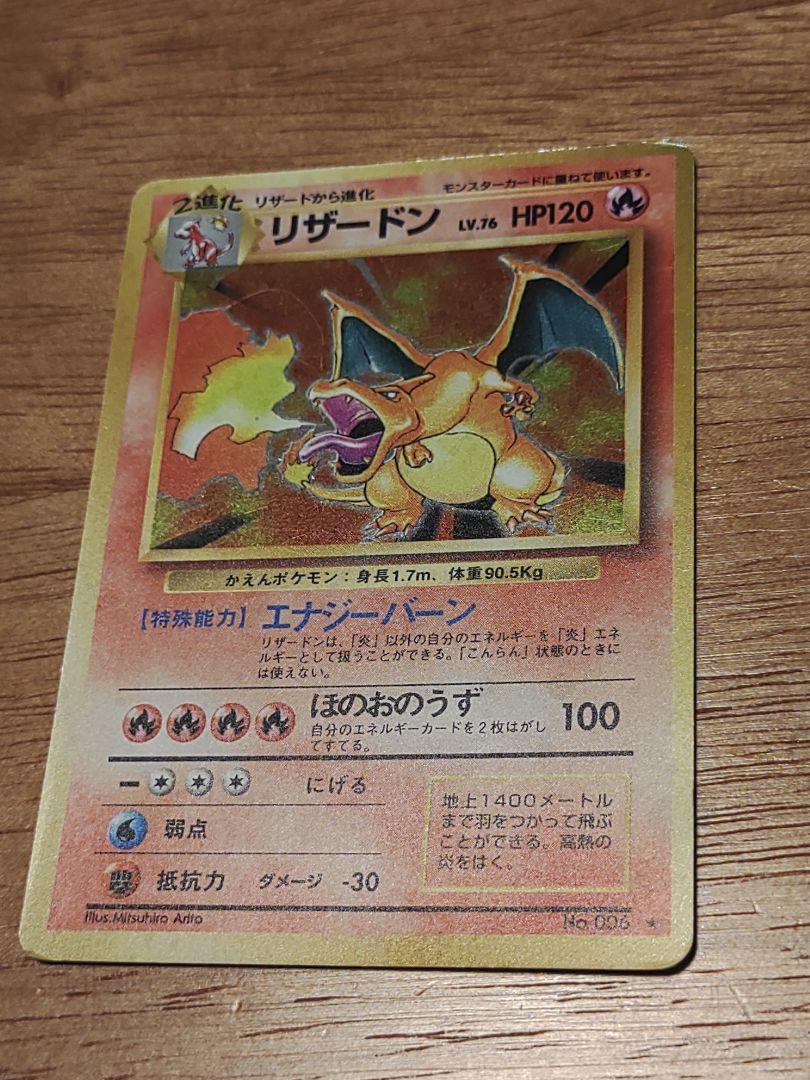 モンスターカードに重ねて使います。
2進化 リザードから進化
リザードン LV.76 HP120
かえんポケモン：身長1.7m、体重90.5Kg
【特殊能力】エナジーバーン
リザードンは、「炎」以外の自分のエネルギーを「炎」エネ
ルギーとして扱うことができる。「こんらん」状態のときに
は使えない。
ほのおのうず 100
自分のエネルギーカードを2枚はがし
てすてる。
にげる
弱点
闘 抵抗力 ダメージ -30
地上1400メートル
まで羽をつかって飛ぶ
ことができる。高熱の
炎をはく。
Illus.Mitsuhiro Arita
No.006